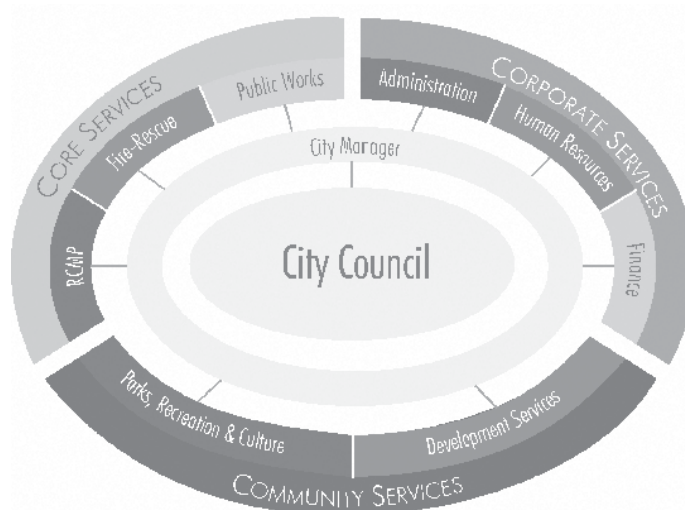 CORE SERVICES
Public Works
Fire-Rescue
RCMP
CORPORATE SERVICES
Administration
Human Resources
Finance
City Manager
City Council
Parks, Recreation & Culture
Development Services
COMMUNITY SERVICES